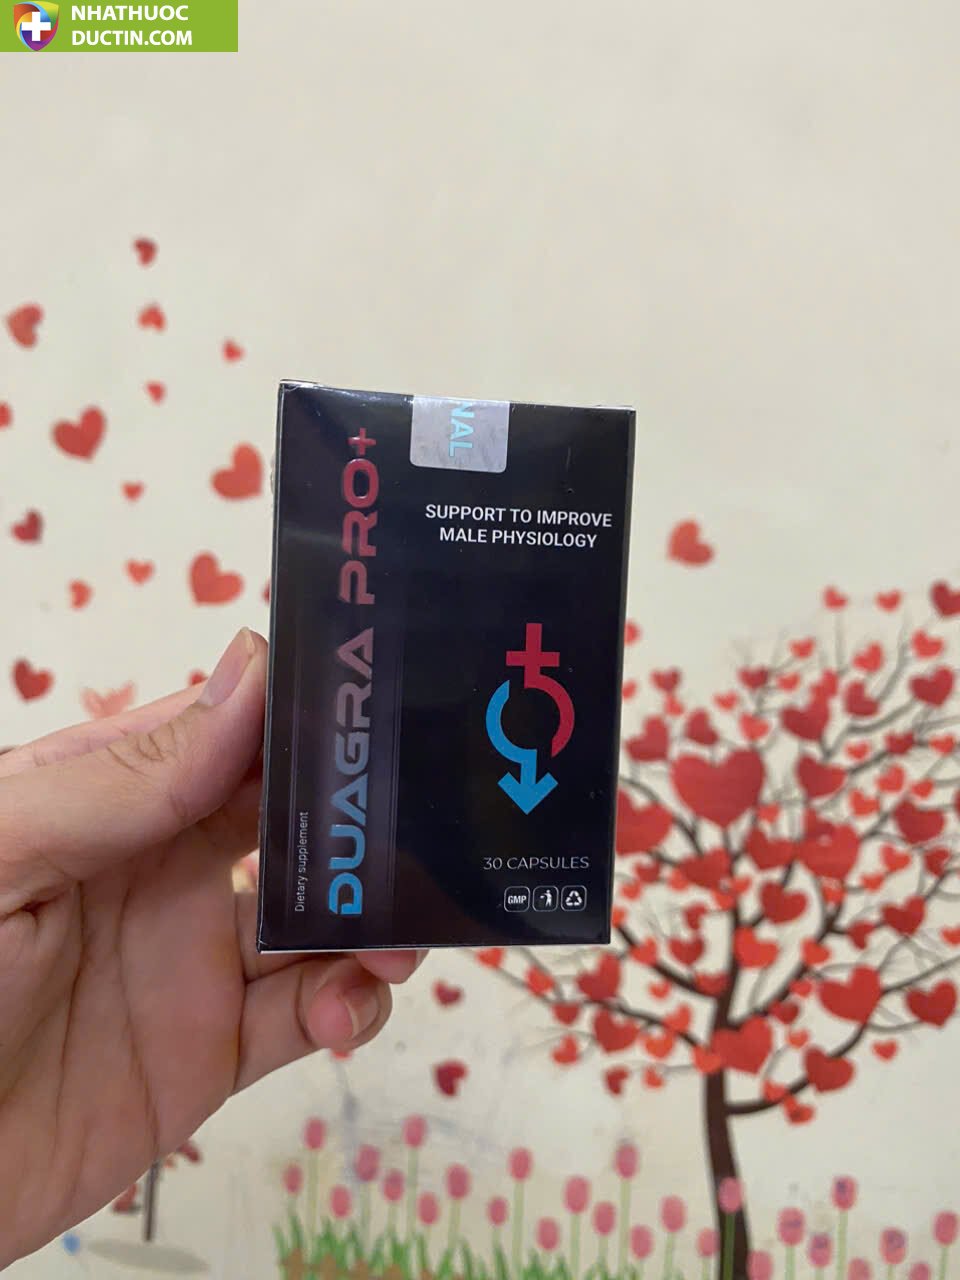 NHATHUOC
DUCTIN.COM
NAL
SUPPORT TO IMPROVE
MALE PHYSIOLOGY
DUAGRA PRO+
Dietary supplement
30 CAPSULES
GMP